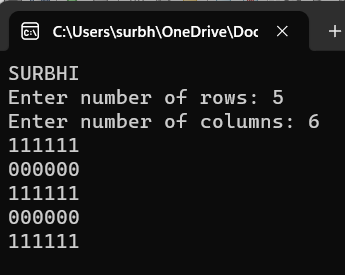 C:\Users\surbh\OneDrive\Doc
SURBHI
Enter number of rows: 5
Enter number of columns: 6
111111
000000
111111
000000
111111